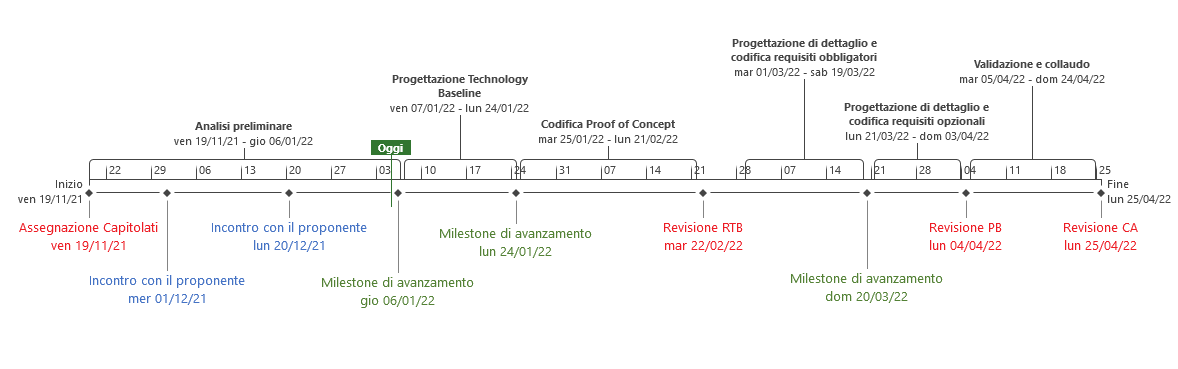 Progettazione di dettaglio e
codifica requisiti obbligatori
mar 01/03/22 - sab 19/03/22
Validazione e collaudo
mar 05/04/22 - dom 24/04/22
Progettazione Technology
Baseline
ven 07/01/22 - lun 24/01/22
Progettazione di dettaglio e
codifica requisiti opzionali
lun 21/03/22 - dom 03/04/22
Analisi preliminare
ven 19/11/21 - gio 06/01/22
Codifica Proof of Concept
mar 25/01/22 - lun 21/02/22
Oggi
22 29 06 13 20 27 03 10 17 24 31 07 14 21 28 07 14 21 28 04 11 18 25
Inizio
ven 19/11/21
Fine
lun 25/04/22
Assegnazione Capitolati
ven 19/11/21
Incontro con il proponente
lun 20/12/21
Milestone di avanzamento
lun 24/01/22
Revisione RTB
mar 22/02/22
Revisione PB
lun 04/04/22
Revisione CA
lun 25/04/22
Incontro con il proponente
mer 01/12/21
Milestone di avanzamento
gio 06/01/22
Milestone di avanzamento
dom 20/03/22